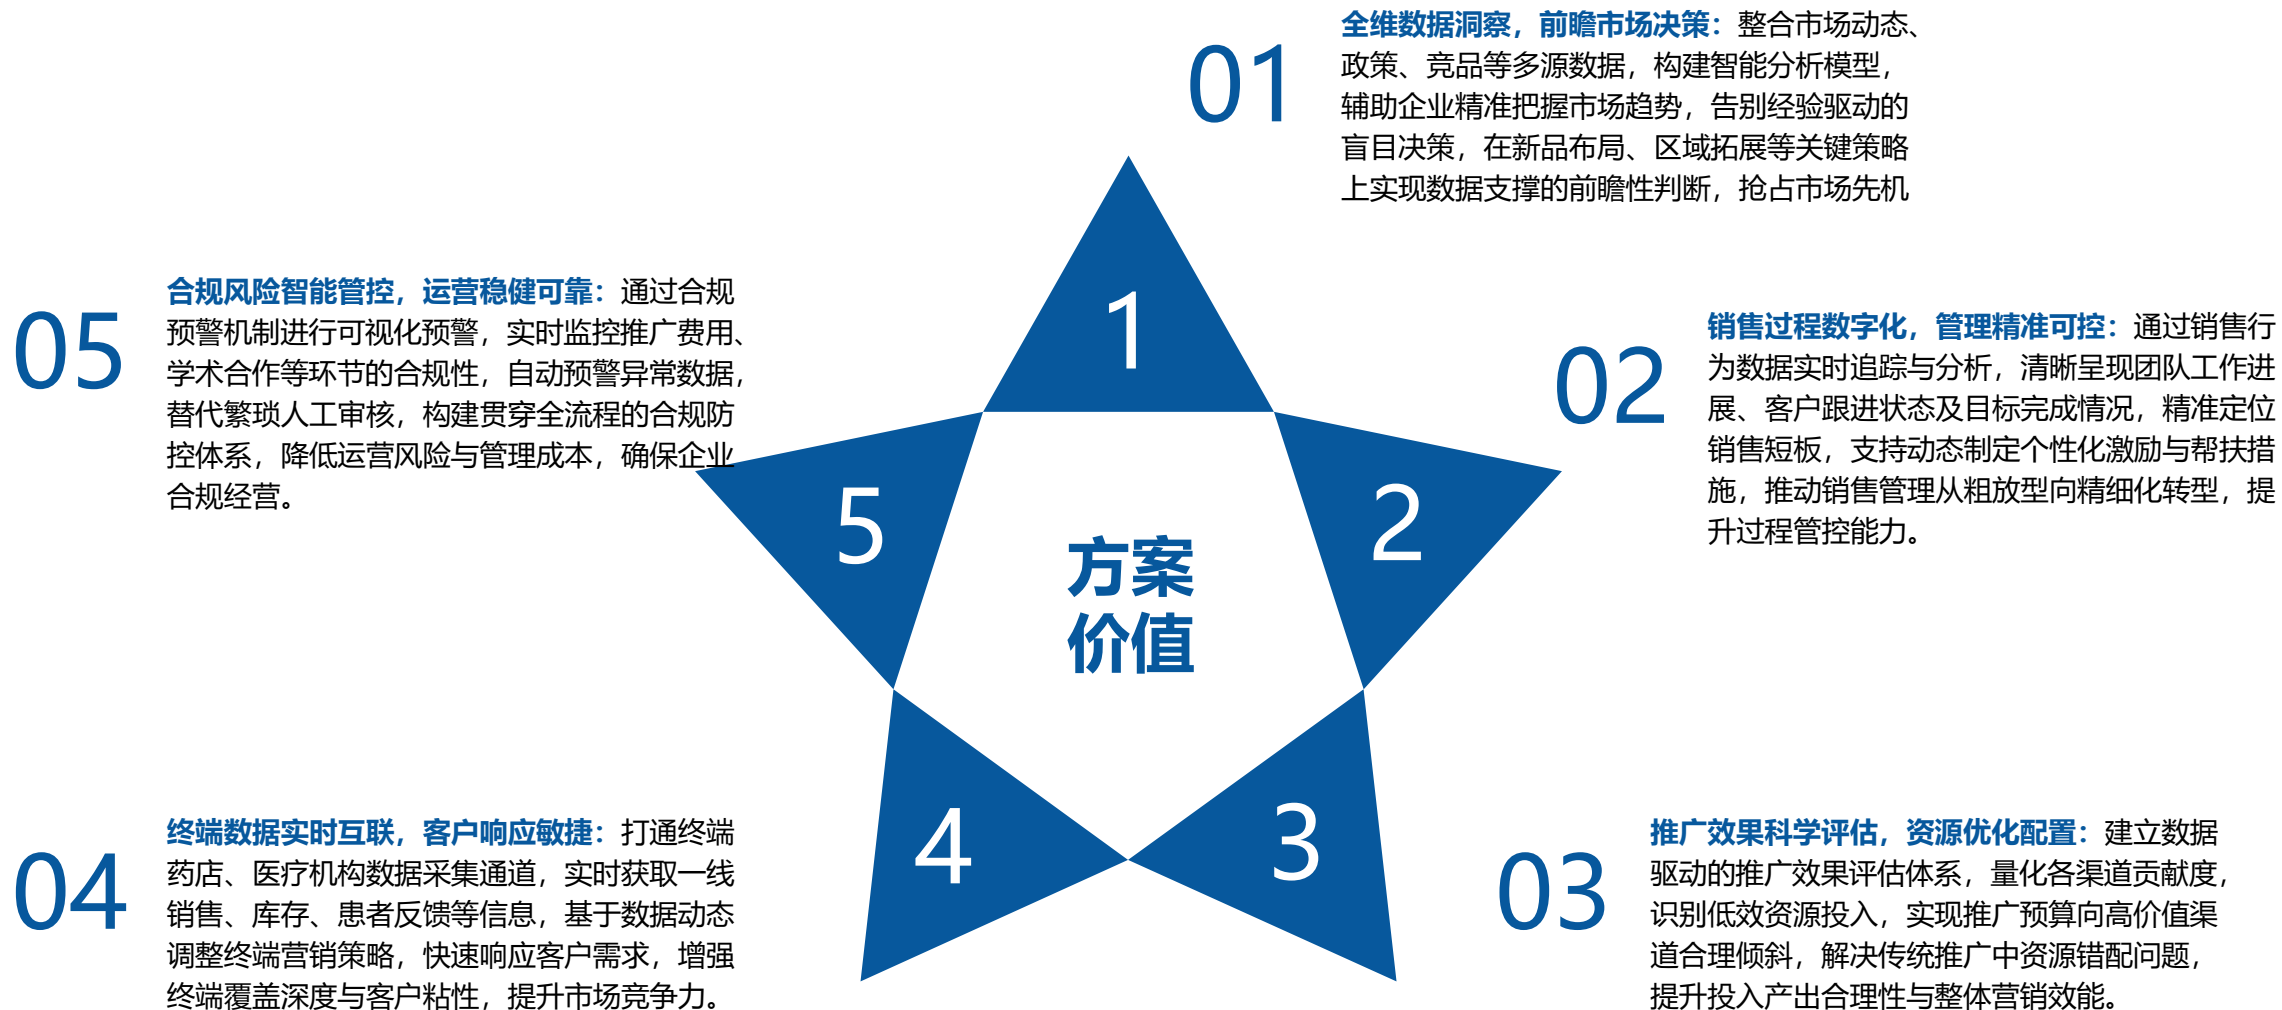 01
全维数据洞察，前瞻市场决策：整合市场动态、
政策、竞品等多源数据，构建智能分析模型，
辅助企业精准把握市场趋势，告别经验驱动的
盲目决策，在新品布局、区域拓展等关键策略
上实现数据支撑的前瞻性判断，抢占市场先机
02
销售过程数字化，管理精准可控：通过销售行
为数据实时追踪与分析，清晰呈现团队工作进
展、客户跟进状态及目标完成情况，精准定位
销售短板，支持动态制定个性化激励与帮扶措
施，推动销售管理从粗放型向精细化转型，提
升过程管控能力。
03
推广效果科学评估，资源优化配置：建立数据
驱动的推广效果评估体系，量化各渠道贡献度，
识别低效资源投入，实现推广预算向高价值渠
道合理倾斜，解决传统推广中资源错配问题，
提升投入产出合理性与整体营销效能。
04
终端数据实时互联，客户响应敏捷：打通终端
药店、医疗机构数据采集通道，实时获取一线
销售、库存、患者反馈等信息，基于数据动态
调整终端营销策略，快速响应客户需求，增强
终端覆盖深度与客户粘性，提升市场竞争力。
05
合规风险智能管控，运营稳健可靠：通过合规
预警机制进行可视化预警，实时监控推广费用、
学术合作等环节的合规性，自动预警异常数据，
替代繁琐人工审核，构建贯穿全流程的合规防
控体系，降低运营风险与管理成本，确保企业
合规经营。
1
2
3
4
5
方案
价值